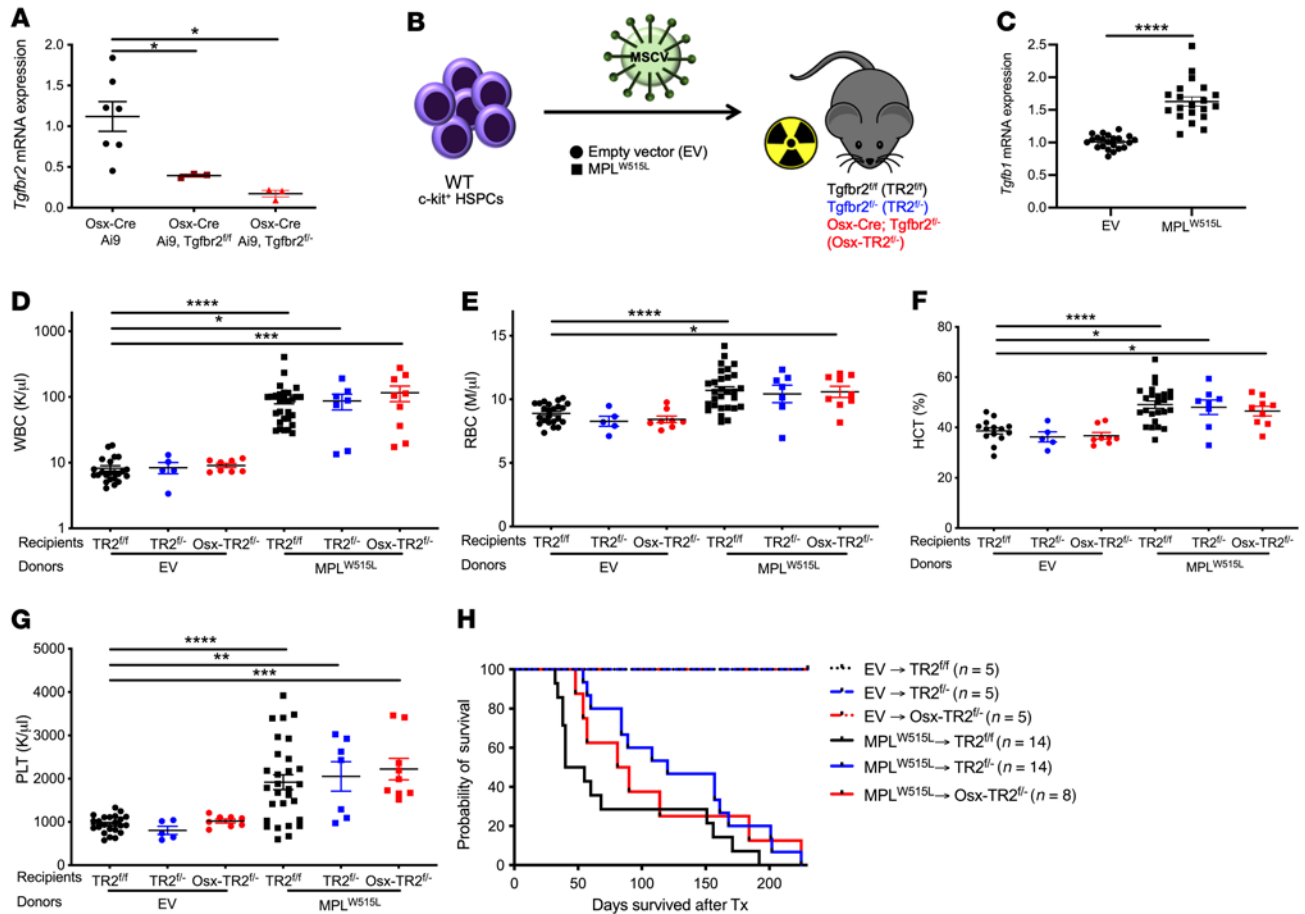 A
Tgfbr2 mRNA expression
2.0
1.5
1.0
0.5
0.0
*
*
Osx-Cre
Ai9
Osx-Cre
Ai9, Tgfbr2f/f
Osx-Cre
Ai9, Tgfbr2f/-
B
WT
c-kit+ HSPCs
MSCV
Empty vector (EV)
MPLW515L
Tgfbr2f/f (TR2f/f)
Tgfbr2f/- (TR2f/-)
Osx-Cre; Tgfbr2f/-
(Osx-TR2f/-)
C
Tgfb1 mRNA expression
2.5
2.0
1.5
1.0
0.5
0.0
****
EV
MPLW515L
D
WBC (K/µl)
1000
100
10
1
****
*
***
Recipients TR2f/f TR2f/- Osx-TR2f/- TR2f/f TR2f/- Osx-TR2f/-
Donors EV MPLW515L
E
RBC (M/µl)
15
10
5
0
****
*
Recipients TR2f/f TR2f/- Osx-TR2f/- TR2f/f TR2f/- Osx-TR2f/-
Donors EV MPLW515L
F
HCT (%)
80
60
40
20
0
****
*
*
Recipients TR2f/f TR2f/- Osx-TR2f/- TR2f/f TR2f/- Osx-TR2f/-
Donors EV MPLW515L
G
PLT (K/µl)
5000
4000
3000
2000
1000
0
****
**
***
Recipients TR2f/f TR2f/- Osx-TR2f/- TR2f/f TR2f/- Osx-TR2f/-
Donors EV MPLW515L
H
Probability of survival
100
80
60
40
20
0
0 50 100 150 200
Days survived after Tx
EV → TR2f/f (n = 5)
EV → TR2f/- (n = 5)
EV → Osx-TR2f/- (n = 5)
MPLW515L → TR2f/f (n = 14)
MPLW515L → TR2f/- (n = 14)
MPLW515L → Osx-TR2f/- (n = 8)